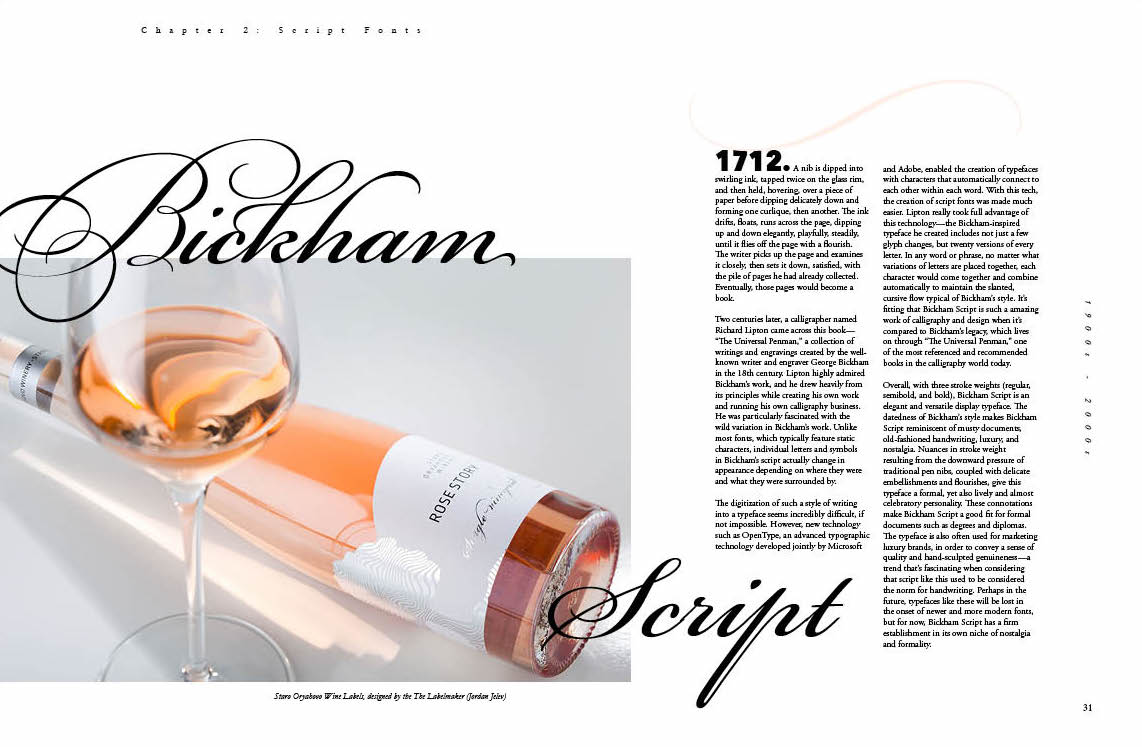 Chapter 2: Script Fonts
Bickham
Script
ROSE STORY
Single-vineyard
Staro Oryahovo Wine Labels, designed by the The Labelmaker (Jordan Jelev)
1712. A nib is dipped into
swirling ink, tapped twice on the glass rim,
and then held, hovering, over a piece of
paper before dipping delicately down and
forming one curlique, then another. The ink
drifts, floats, runs across the page, dipping
up and down elegantly, playfully, steadily,
until it flies off the page with a flourish.
The writer picks up the page and examines
it closely, then sets it down, satisfied, with
the pile of pages he had already collected.
Eventually, those pages would become a
book.
Two centuries later, a calligrapher named
Richard Lipton came across this book—
“The Universal Penman,” a collection of
writings and engravings created by the well-
known writer and engraver George Bickham
in the 18th century. Lipton highly admired
Bickham’s work, and he drew heavily from
its principles while creating his own work
and running his own calligraphy business.
He was particularly fascinated with the
wild variation in Bickham’s work. Unlike
most fonts, which typically feature static
characters, individual letters and symbols
in Bickham’s script actually change in
appearance depending on where they were
and what they were surrounded by.
The digitization of such a style of writing
into a typeface seems incredibly difficult, if
not impossible. However, new technology
such as OpenType, an advanced typographic
technology developed jointly by Microsoft
and Adobe, enabled the creation of typefaces
with characters that automatically connect to
each other within each word. With this tech,
the creation of script fonts was made much
easier. Lipton really took full advantage of
this technology—the Bickham-inspired
typeface he created includes not just a few
glyph changes, but twenty versions of every
letter. In any word or phrase, no matter what
variations of letters are placed together, each
character would come together and combine
automatically to maintain the slanted,
cursive flow typical of Bickham’s style. It’s
fitting that Bickham Script is such a amazing
work of calligraphy and design when it’s
compared to Bickham’s legacy, which lives
on through “The Universal Penman,” one
of the most referenced and recommended
books in the calligraphy world today.
Overall, with three stroke weights (regular,
semibold, and bold), Bickham Script is an
elegant and versatile display typeface. The
datedness of Bickham’s style makes Bickham
Script reminiscent of musty documents,
old-fashioned handwriting, luxury, and
nostalgia. Nuances in stroke weight
resulting from the downward pressure of
traditional pen nibs, coupled with delicate
embellishments and flourishes, give this
typeface a formal, yet also lively and almost
celebratory personality. These connotations
make Bickham Script a good fit for formal
documents such as degrees and diplomas.
The typeface is also often used for marketing
luxury brands, in order to convey a sense of
quality and hand-sculpted genuineness—a
trend that’s fascinating when considering
that script like this used to be considered
the norm for handwriting. Perhaps in the
future, typefaces like these will be lost in
the onset of newer and more modern fonts,
but for now, Bickham Script has a firm
establishment in its own niche of nostalgia
and formality.
1900s - 2000s
31